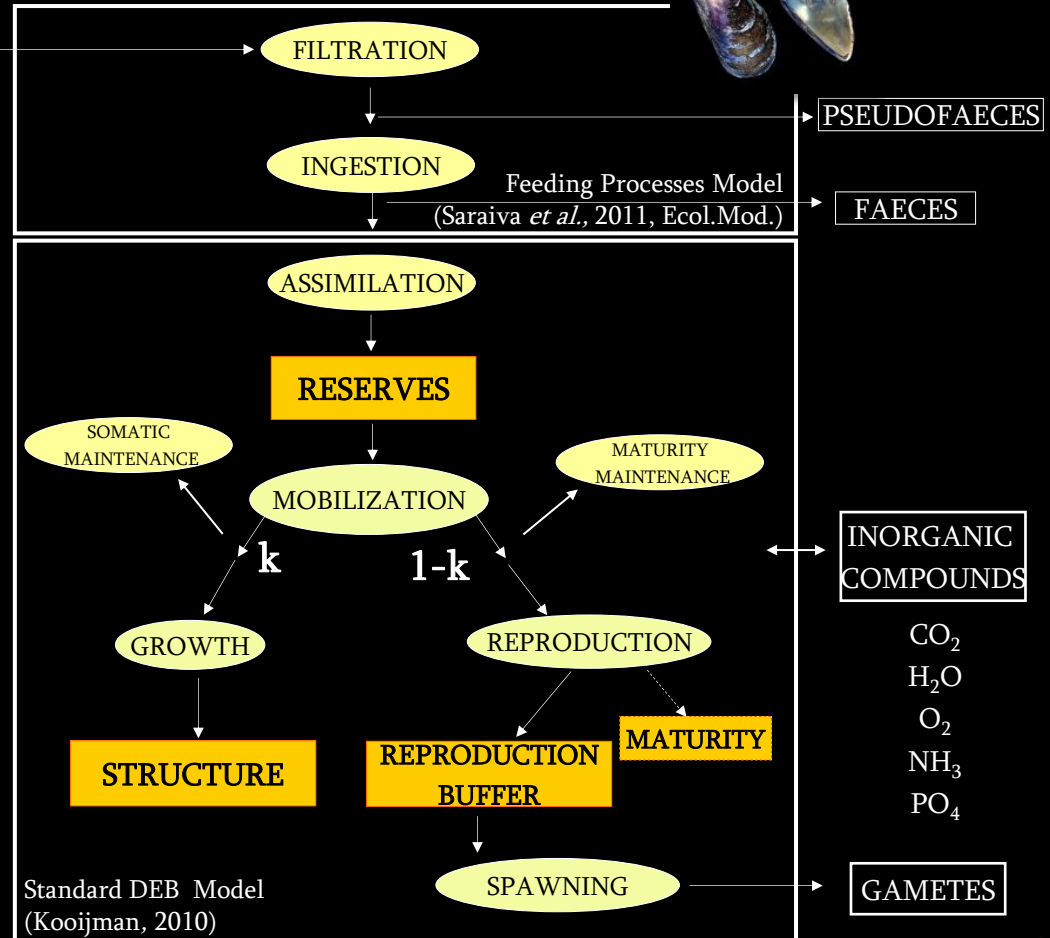 FILTRATION
PSEUDOFAECES
INGESTION
Feeding Processes Model
(Saraiva et al., 2011, Ecol.Mod.)
FAECES
ASSIMILATION
RESERVES
SOMATIC
MAINTENANCE
MATURITY
MAINTENANCE
MOBILIZATION
k
1-k
INORGANIC
COMPOUNDS
GROWTH
REPRODUCTION
CO₂
H₂O
O₂
NH₃
PO₄
STRUCTURE
REPRODUCTION
BUFFER
MATURITY
SPAWNING
GAMETES
Standard DEB Model
(Kooijman, 2010)